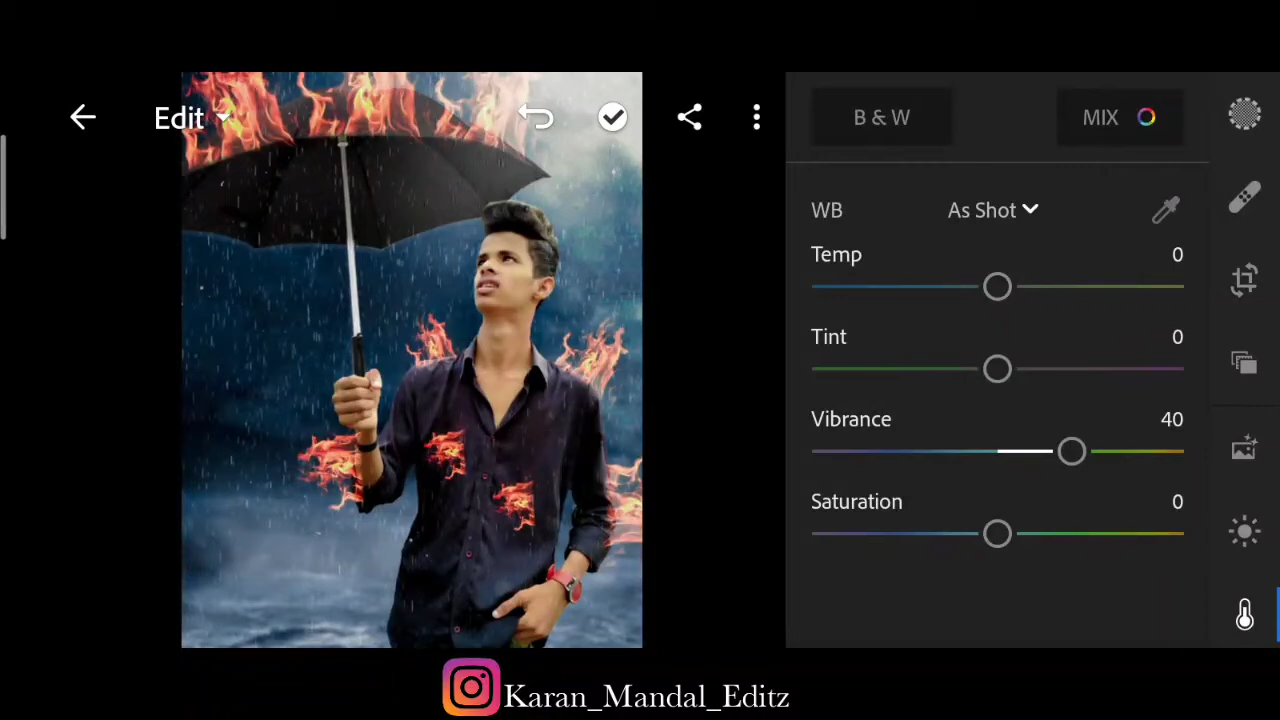 Edit
B & W
MIX
WB
As Shot
Temp
0
Tint
0
Vibrance
40
Saturation
0
Karan_Mandal_Editz